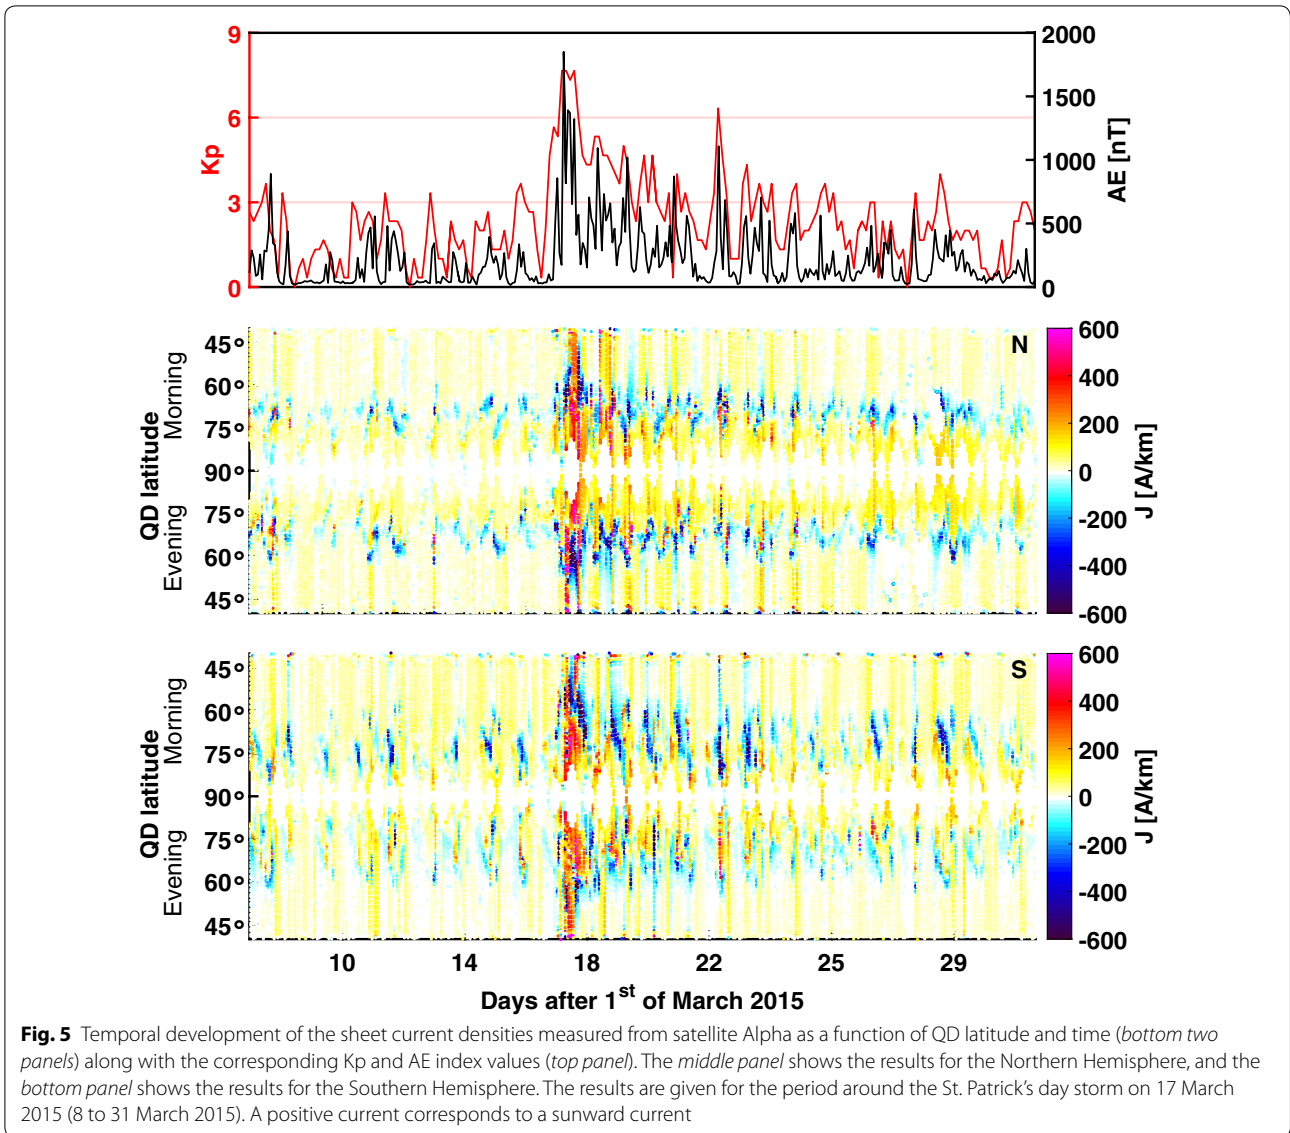 9
6
3
0
Kp
2000
1500
1000
500
0
AE [nT]
N
45°
60°
75°
90°
75°
60°
45°
QD latitude
Morning
Evening
600
400
200
0
-200
-400
-600
J [A/km]
S
45°
60°
75°
90°
75°
60°
45°
QD latitude
Morning
Evening
600
400
200
0
-200
-400
-600
J [A/km]
10 14 18 22 25 29
Days after 1st of March 2015
Fig. 5 Temporal development of the sheet current densities measured from satellite Alpha as a function of QD latitude and time (bottom two
panels) along with the corresponding Kp and AE index values (top panel). The middle panel shows the results for the Northern Hemisphere, and the
bottom panel shows the results for the Southern Hemisphere. The results are given for the period around the St. Patrick's day storm on 17 March
2015 (8 to 31 March 2015). A positive current corresponds to a sunward current